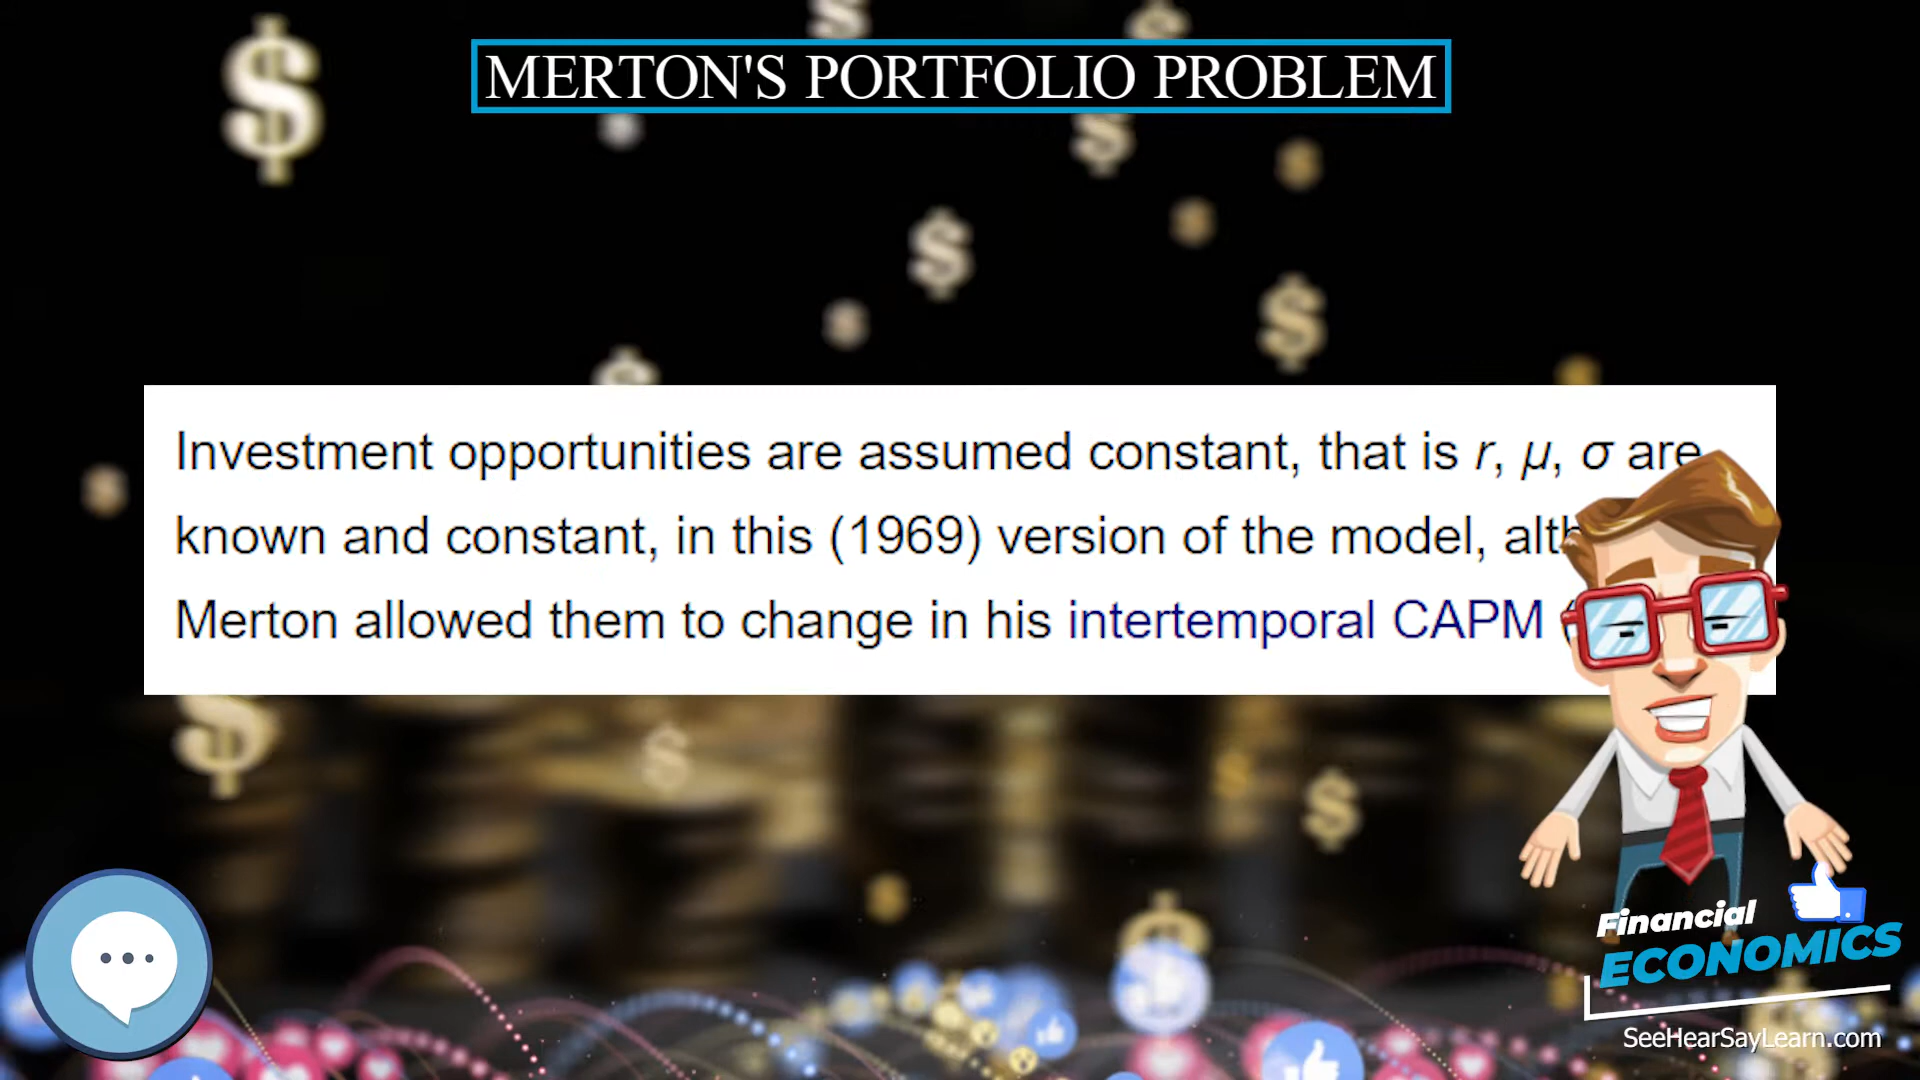 MERTON'S PORTFOLIO PROBLEM
Investment opportunities are assumed constant, that is r, μ, σ are
known and constant, in this (1969) version of the model,
Merton allowed them to change in his intertemporal CAPM
Financial
ECONOMICS
SeeHearSayLearn.com